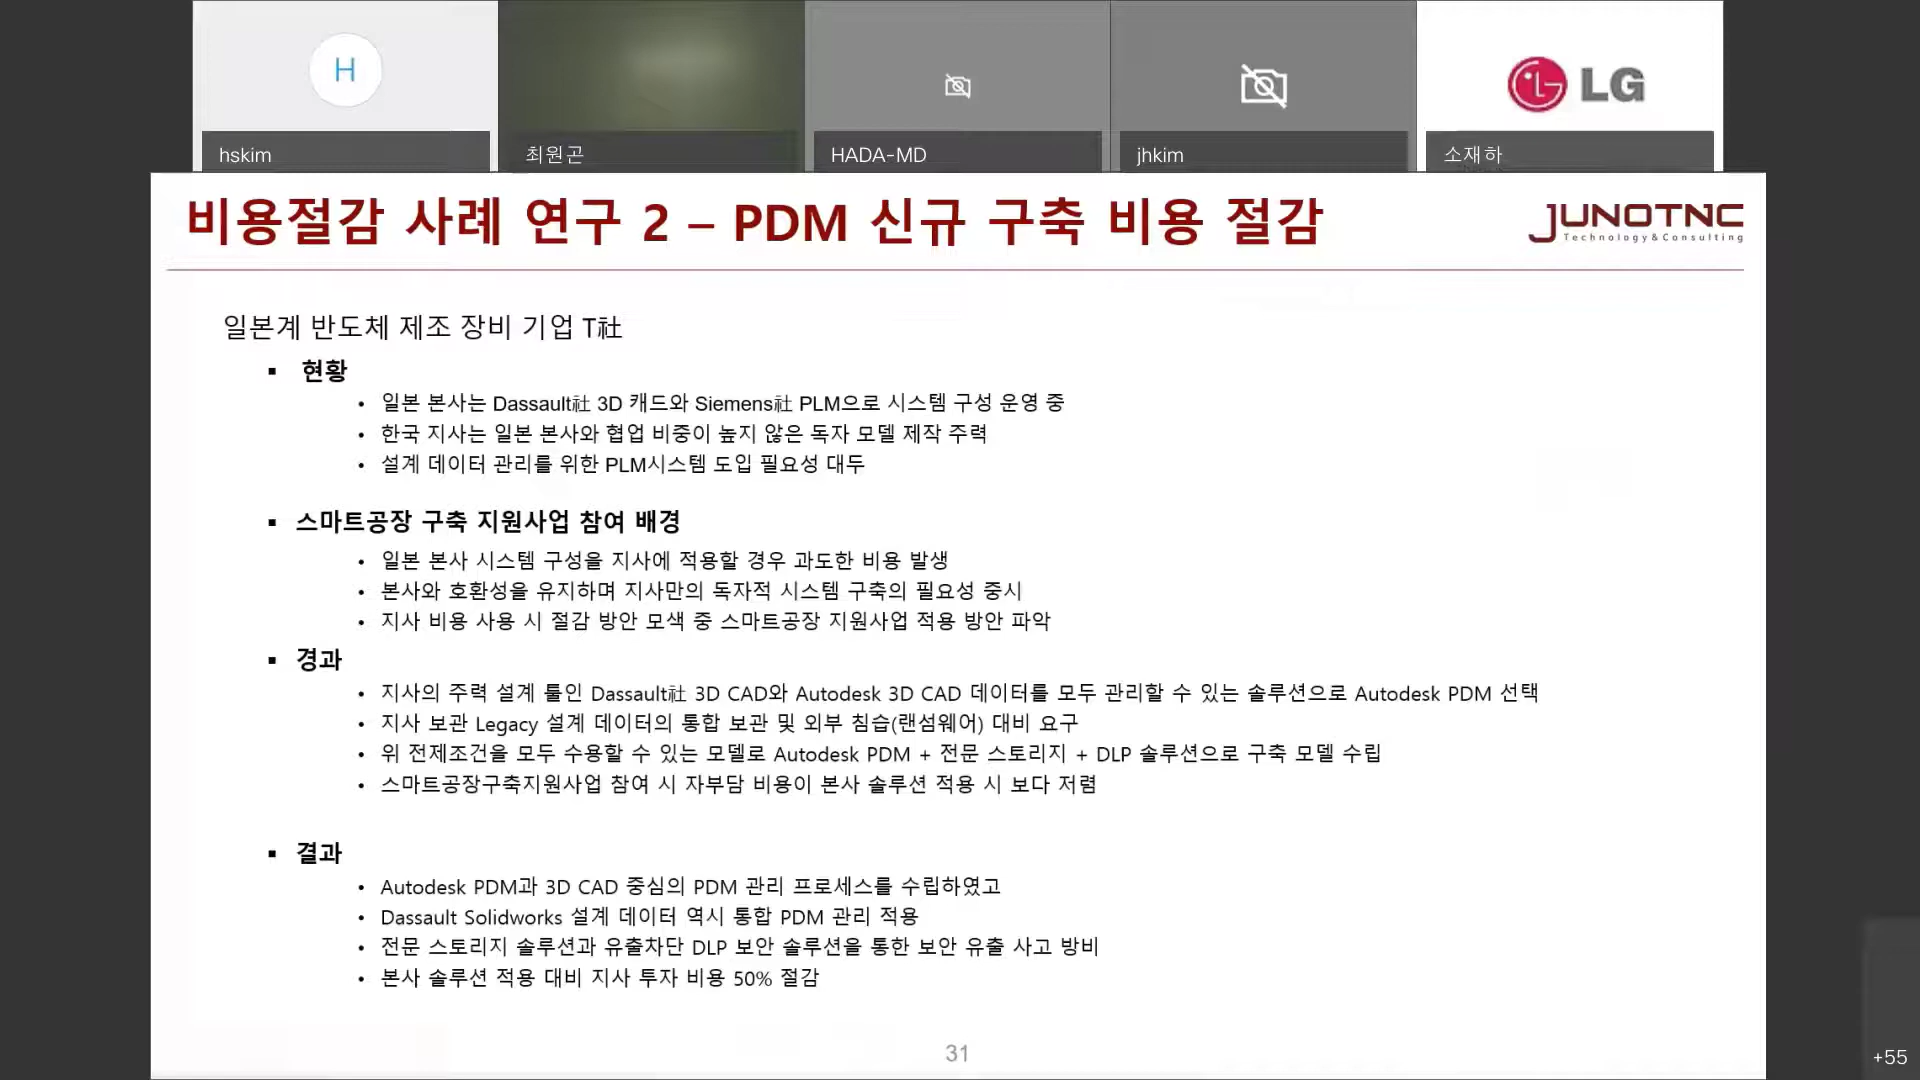 H
LG
hskim
최원곤
HADA-MD
jhkim
소재하
비용절감 사례 연구 2 – PDM 신규 구축 비용 절감
JUNOTNC
Technology&Consulting
일본계 반도체 제조 장비 기업 T社
▪ 현황
• 일본 본사는 Dassault社 3D 캐드와 Siemens社 PLM으로 시스템 구성 운영 중
• 한국 지사는 일본 본사와 협업 비중이 높지 않은 독자 모델 제작 주력
• 설계 데이터 관리를 위한 PLM시스템 도입 필요성 대두
▪ 스마트공장 구축 지원사업 참여 배경
• 일본 본사 시스템 구성을 지사에 적용할 경우 과도한 비용 발생
• 본사와 호환성을 유지하며 지사만의 독자적 시스템 구축의 필요성 중시
• 지사 비용 사용 시 절감 방안 모색 중 스마트공장 지원사업 적용 방안 파악
▪ 경과
• 지사의 주력 설계 툴인 Dassault社 3D CAD와 Autodesk 3D CAD 데이터를 모두 관리할 수 있는 솔루션으로 Autodesk PDM 선택
• 지사 보관 Legacy 설계 데이터의 통합 보관 및 외부 침습(랜섬웨어) 대비 요구
• 위 전제조건을 모두 수용할 수 있는 모델로 Autodesk PDM + 전문 스토리지 + DLP 솔루션으로 구축 모델 수립
• 스마트공장구축지원사업 참여 시 자부담 비용이 본사 솔루션 적용 시 보다 저렴
▪ 결과
• Autodesk PDM과 3D CAD 중심의 PDM 관리 프로세스를 수립하였고
• Dassault Solidworks 설계 데이터 역시 통합 PDM 관리 적용
• 전문 스토리지 솔루션과 유출차단 DLP 보안 솔루션을 통한 보안 유출 사고 방비
• 본사 솔루션 적용 대비 지사 투자 비용 50% 절감
31
+55